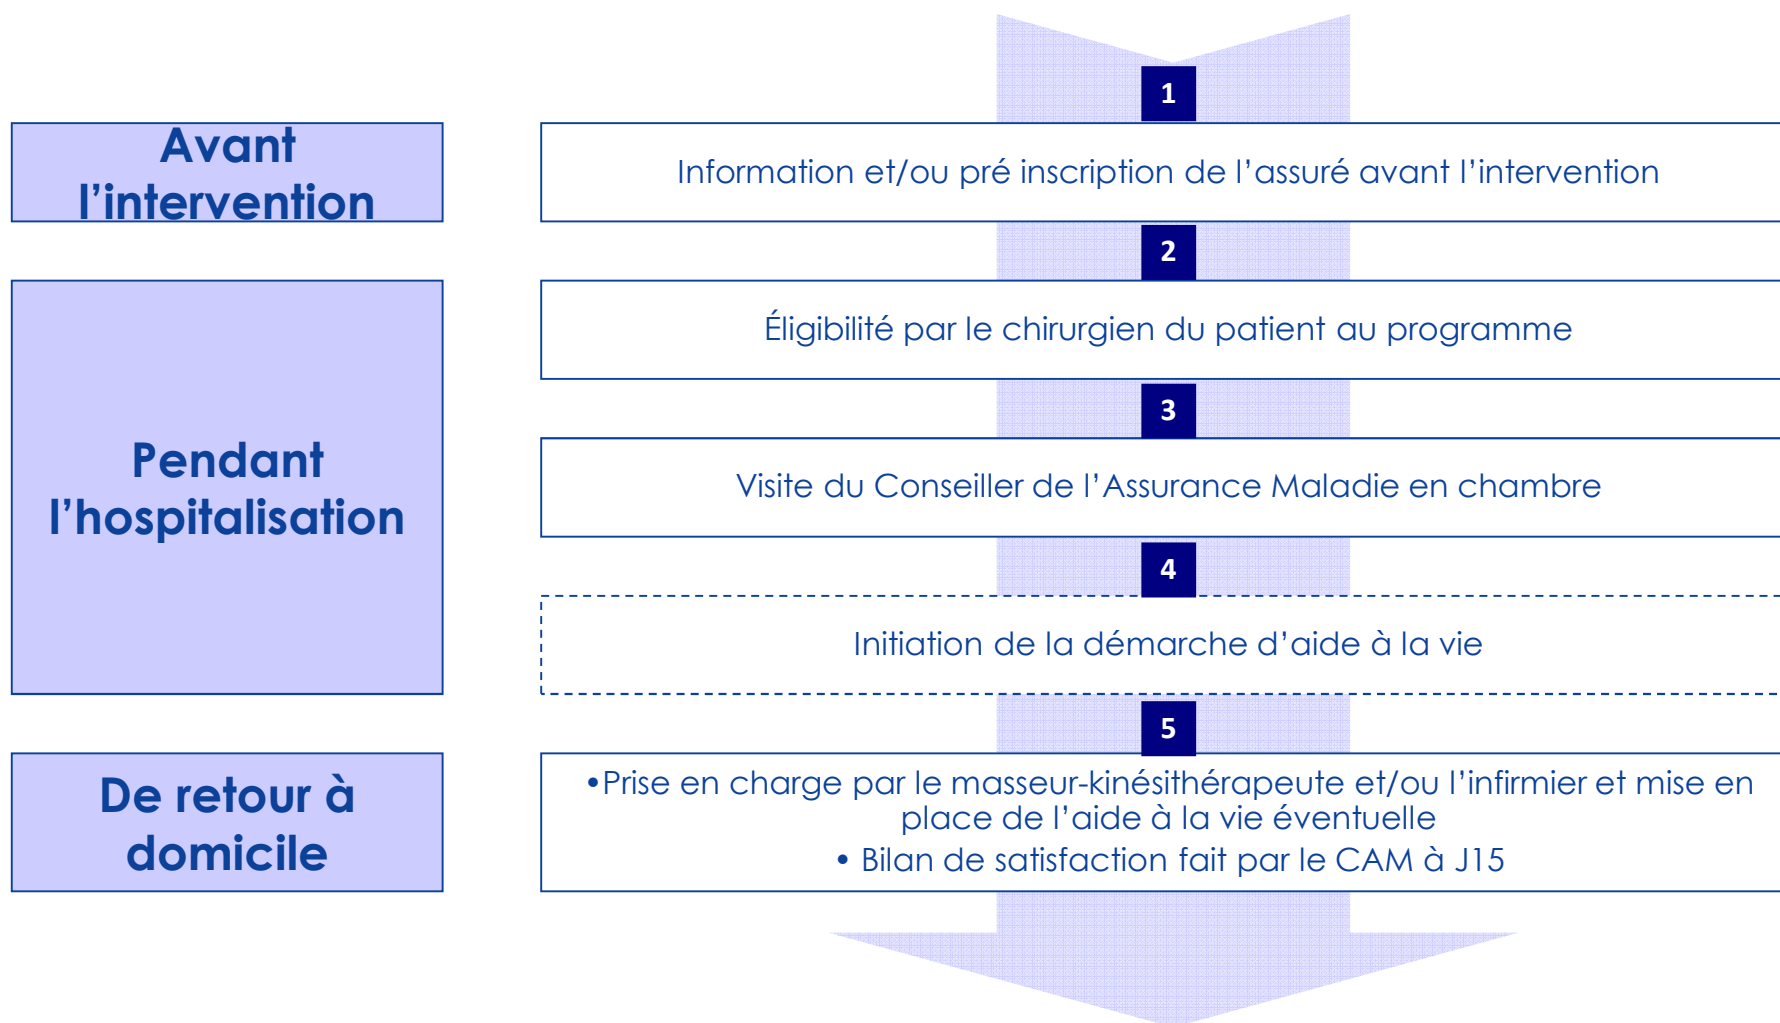 1
Avant
l’intervention
Information et/ou pré inscription de l’assuré avant l’intervention
2
Éligibilité par le chirurgien du patient au programme
3
Pendant
l’hospitalisation
Visite du Conseiller de l’Assurance Maladie en chambre
4
Initiation de la démarche d’aide à la vie
5
De retour à
domicile
•Prise en charge par le masseur-kinésithérapeute et/ou l’infirmier et mise en
place de l’aide à la vie éventuelle
• Bilan de satisfaction fait par le CAM à J15